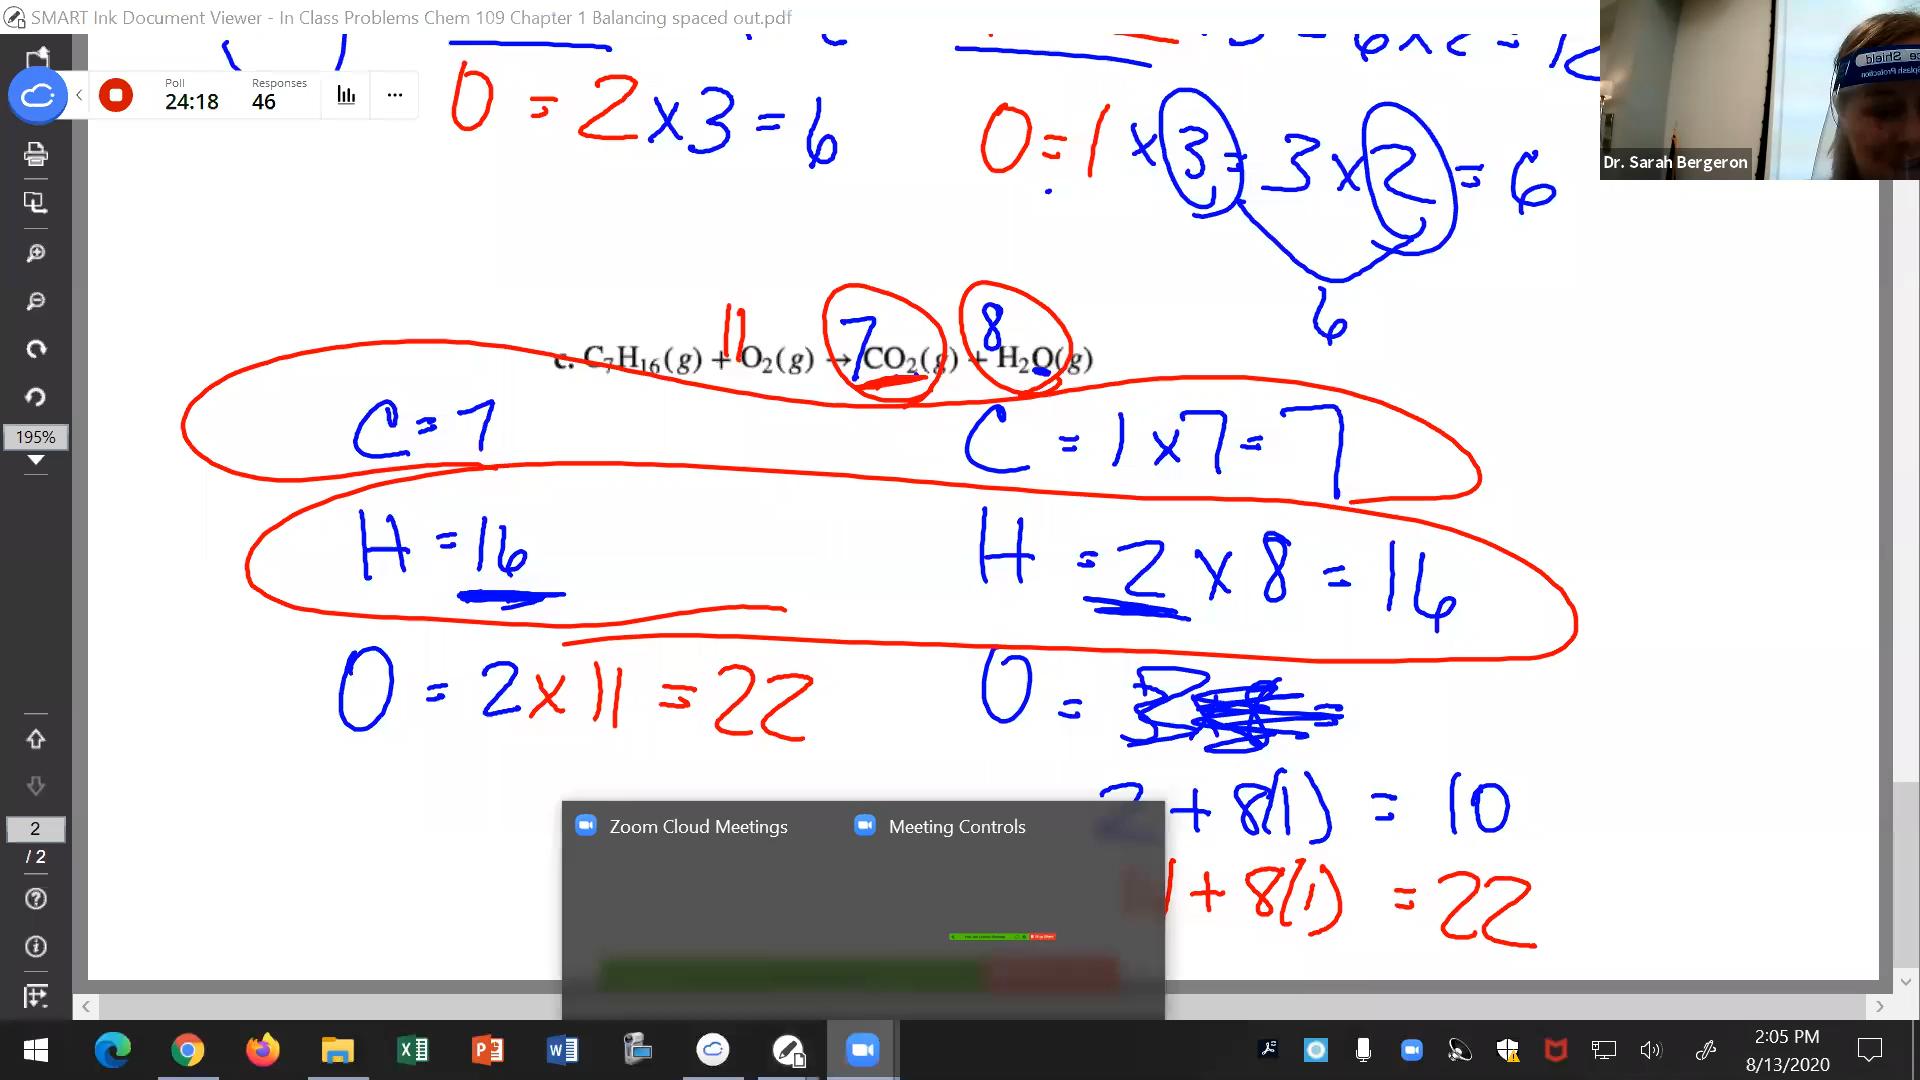 SMART Ink Document Viewer - In Class Problems Chem 109 Chapter 1 Balancing spaced out.pdf
Poll
24:18
Responses
46
Dr. Sarah Bergeron
O = 2 x 3 = 6
O = 1 x 3 = 3 x 2 = 6
6
11 7 8
c. C₇H₁₆(g) + O₂(g) → CO₂(g) + H₂O(g)
C = 7
C = 1 x 7 = 7
H = 16
H = 2 x 8 = 16
O = 2 x 11 = 22
O =
2 + 8(1) = 10
+ 8(1) = 22
195%
2
/ 2
Zoom Cloud Meetings
Meeting Controls
2:05 PM
8/13/2020